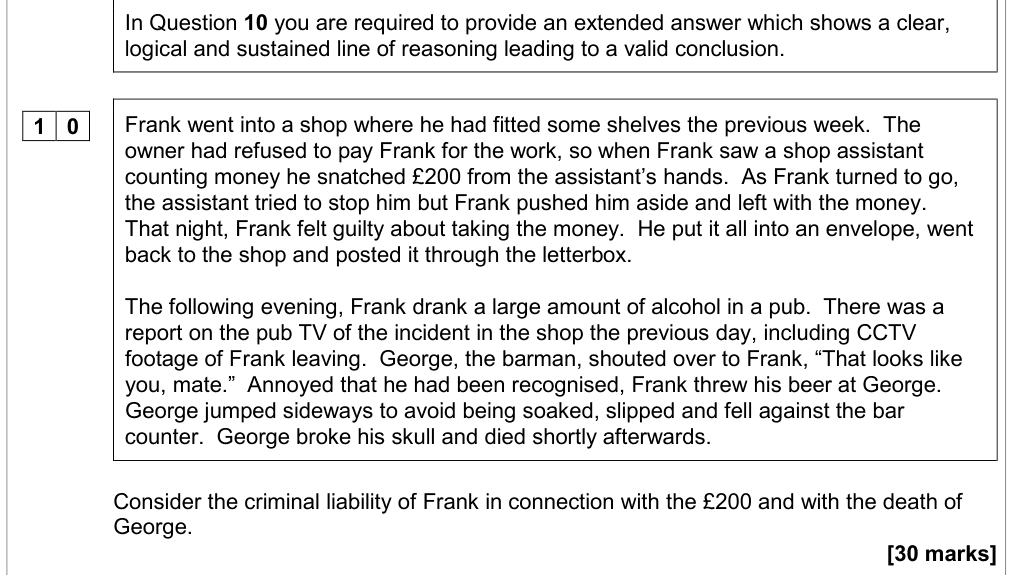 In Question 10 you are required to provide an extended answer which shows a clear,
logical and sustained line of reasoning leading to a valid conclusion.
1 0
Frank went into a shop where he had fitted some shelves the previous week. The
owner had refused to pay Frank for the work, so when Frank saw a shop assistant
counting money he snatched £200 from the assistant's hands. As Frank turned to go,
the assistant tried to stop him but Frank pushed him aside and left with the money.
That night, Frank felt guilty about taking the money. He put it all into an envelope, went
back to the shop and posted it through the letterbox.
The following evening, Frank drank a large amount of alcohol in a pub. There was a
report on the pub TV of the incident in the shop the previous day, including CCTV
footage of Frank leaving. George, the barman, shouted over to Frank, “That looks like
you, mate.” Annoyed that he had been recognised, Frank threw his beer at George.
George jumped sideways to avoid being soaked, slipped and fell against the bar
counter. George broke his skull and died shortly afterwards.
Consider the criminal liability of Frank in connection with the £200 and with the death of
George.
[30 marks]